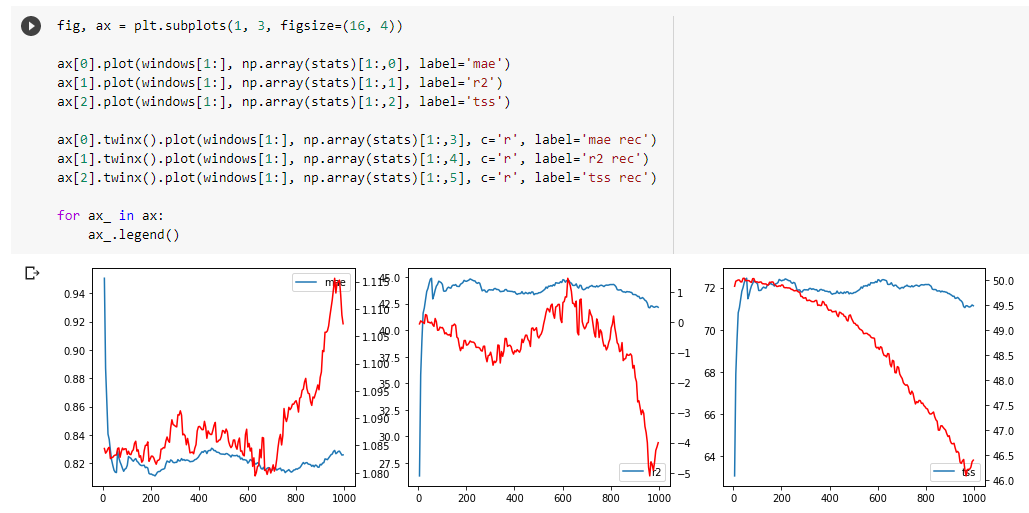 fig, ax = plt.subplots(1, 3, figsize=(16, 4))
ax[0].plot(windows[1:], np.array(stats)[1:,0], label='mae')
ax[1].plot(windows[1:], np.array(stats)[1:,1], label='r2')
ax[2].plot(windows[1:], np.array(stats)[1:,2], label='tss')
ax[0].twinx().plot(windows[1:], np.array(stats)[1:,3], c='r', label='mae rec')
ax[1].twinx().plot(windows[1:], np.array(stats)[1:,4], c='r', label='r2 rec')
ax[2].twinx().plot(windows[1:], np.array(stats)[1:,5], c='r', label='tss rec')
for ax_ in ax:
ax_.legend()
mae
0.94
0.92
0.90
0.88
0.86
0.84
0.82
1.115
1.110
1.105
1.100
1.095
1.090
1.085
1.080
0 200 400 600 800 1000
45.0
42.5
40.0
37.5
35.0
32.5
30.0
27.5
1
0
−1
−2
−3
−4
−5
r2
0 200 400 600 800 1000
72
70
68
66
64
50.0
49.5
49.0
48.5
48.0
47.5
47.0
46.5
46.0
tss
0 200 400 600 800 1000